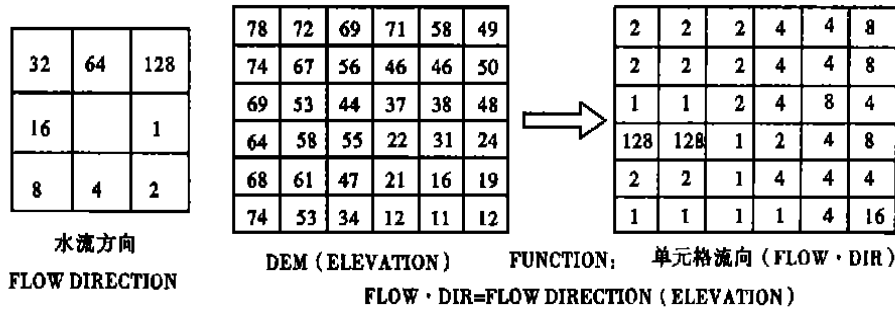 32 64 128
16 1
8 4 2
水流方向
FLOW DIRECTION
78 72 69 71 58 49
74 67 56 46 46 50
69 53 44 37 38 48
64 58 55 22 31 24
68 61 47 21 16 19
74 53 34 12 11 12
DEM (ELEVATION)
2 2 2 4 4 8
2 2 2 4 4 8
1 1 2 4 8 4
128 128 1 2 4 8
2 2 1 4 4 4
1 1 1 1 4 16
FUNCTION: 单元格流向 (FLOW · DIR)
FLOW · DIR=FLOW DIRECTION (ELEVATION)